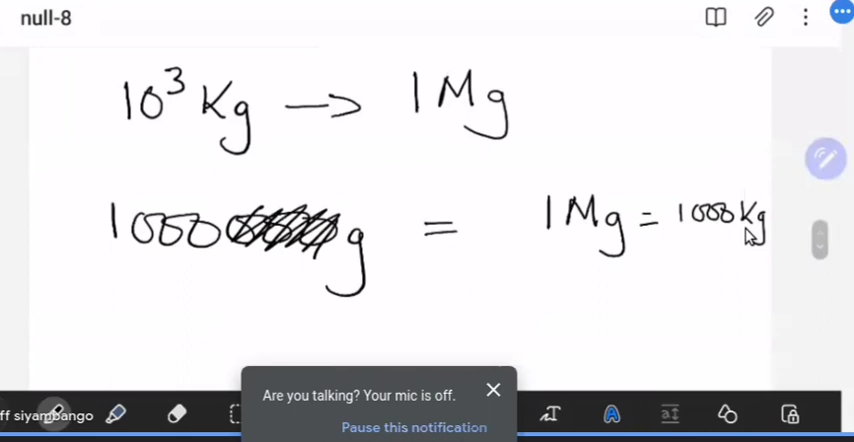 null-8
10³ Kg → 1 Mg
1000 g = 1 Mg = 1000 Kg
Are you talking? Your mic is off.
ff siyambango
Pause this notification